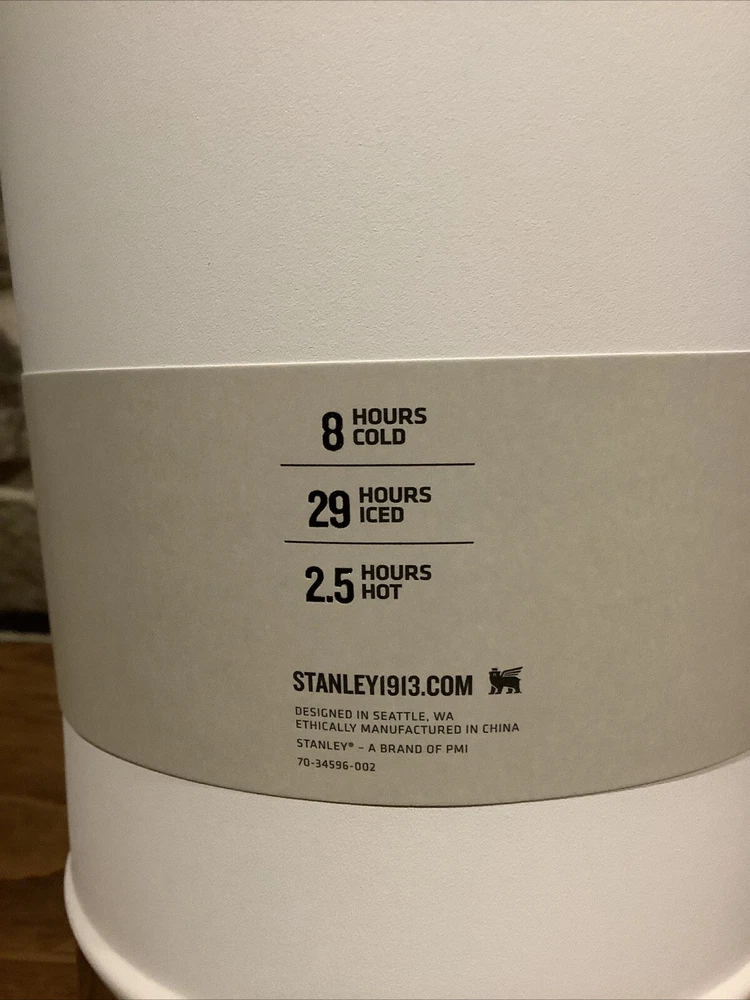 8 HOURS
COLD
29 HOURS
ICED
2.5 HOURS
HOT
STANLEY1913.COM
DESIGNED IN SEATTLE, WA
ETHICALLY MANUFACTURED IN CHINA
STANLEY® – A BRAND OF PMI
70-34596-002